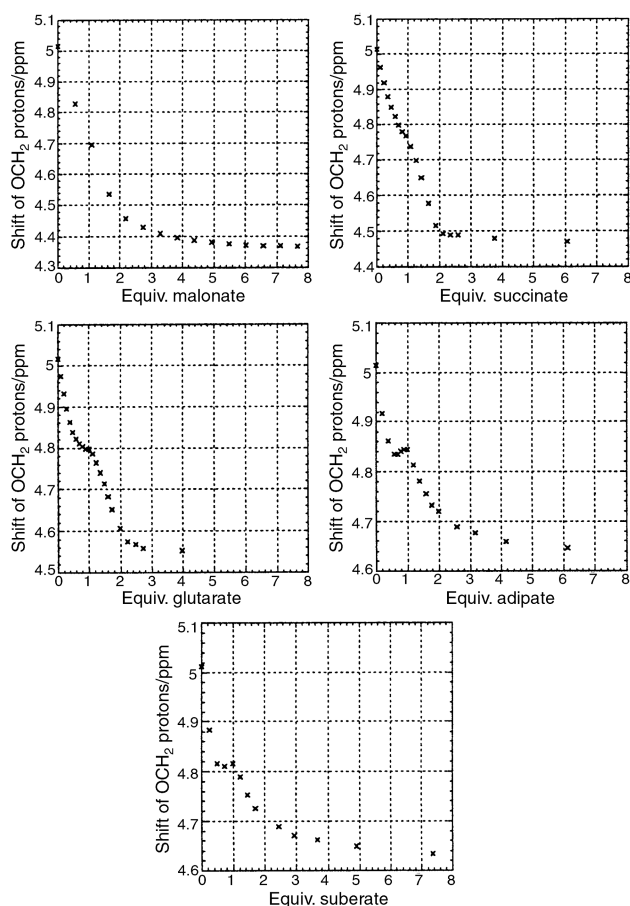 5.1
5
4.9
4.8
4.7
4.6
4.5
4.4
4.3
0 1 2 3 4 5 6 7 8
Shift of OCH2 protons/ppm
Equiv. malonate
5.1
5
4.9
4.8
4.7
4.6
4.5
4.4
0 1 2 3 4 5 6 7 8
Shift of OCH2 protons/ppm
Equiv. succinate
5.1
5
4.9
4.8
4.7
4.6
4.5
0 1 2 3 4 5 6 7 8
Shift of OCH2 protons/ppm
Equiv. glutarate
5.1
5
4.9
4.8
4.7
4.6
0 1 2 3 4 5 6 7 8
Shift of OCH2 protons/ppm
Equiv. adipate
5.1
5
4.9
4.8
4.7
4.6
0 1 2 3 4 5 6 7 8
Shift of OCH2 protons/ppm
Equiv. suberate